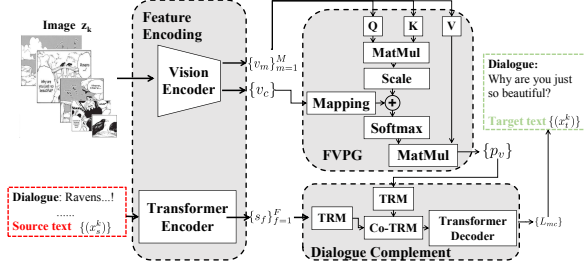 Image z_k
Feature
Encoding
Vision
Encoder
{v_m}_{m=1}^M
{v_c}
Q K V
MatMul
Scale
Mapping
+
Softmax
MatMul
FVPG
{p_v}
Dialogue:
Why are you just
so beautiful?
Target text {(x_t^k)}
Dialogue: Ravens...!
......
Source text {(x_s^k)}
Transformer
Encoder
{s_f}_{f=1}^F
TRM
TRM
Co-TRM
Transformer
Decoder
{L_{mc}}
Dialogue Complement